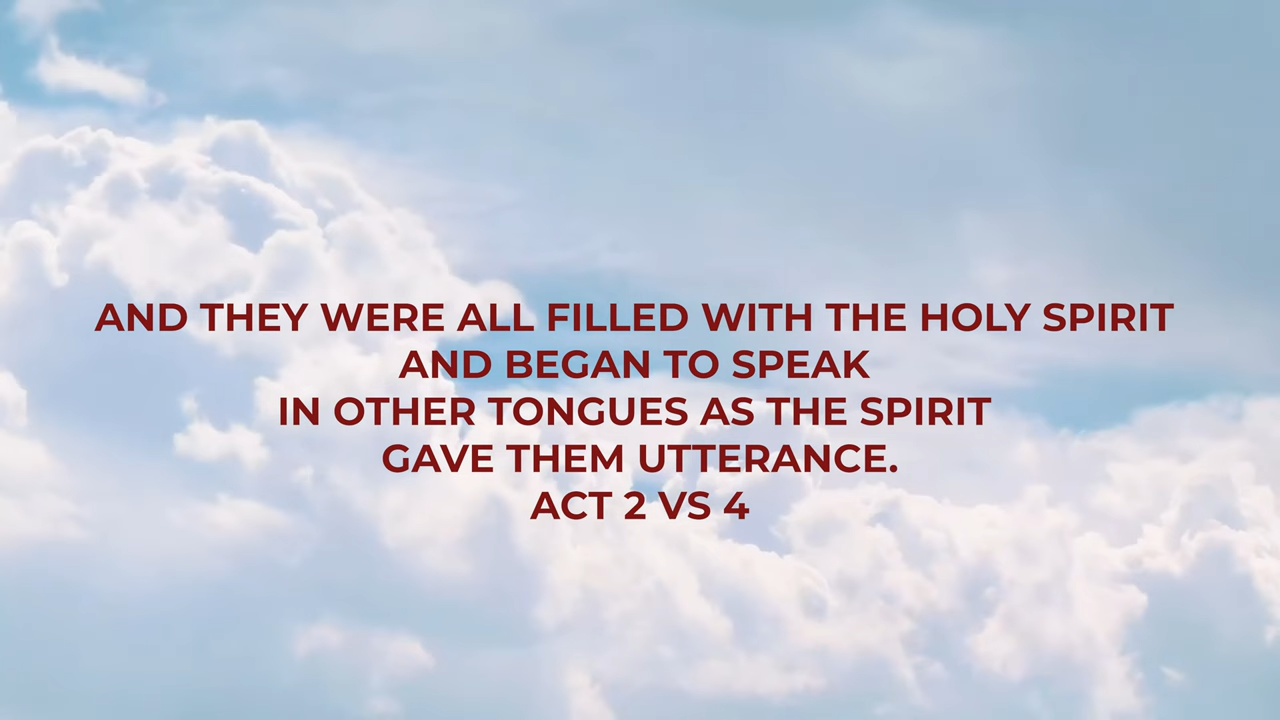 AND THEY WERE ALL FILLED WITH THE HOLY SPIRIT
AND BEGAN TO SPEAK
IN OTHER TONGUES AS THE SPIRIT
GAVE THEM UTTERANCE.
ACT 2 VS 4